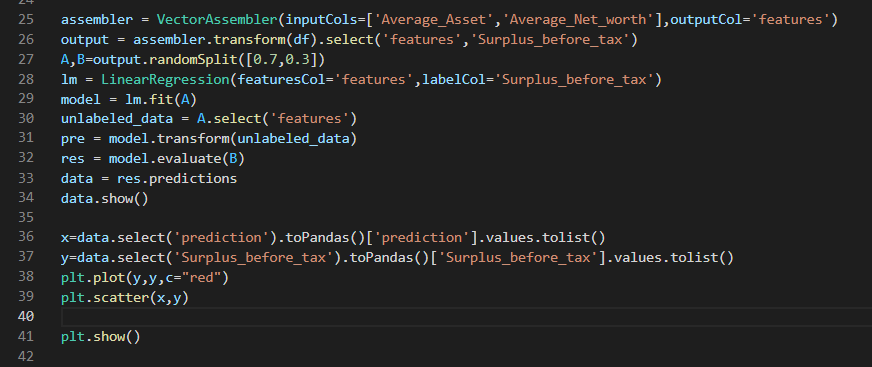 25 assembler = VectorAssembler(inputCols=['Average_Asset','Average_Net_worth'],outputCol='features')
26 output = assembler.transform(df).select('features','Surplus_before_tax')
27 A,B=output.randomSplit([0.7,0.3])
28 lm = LinearRegression(featuresCol='features',labelCol='Surplus_before_tax')
29 model = lm.fit(A)
30 unlabeled_data = A.select('features')
31 pre = model.transform(unlabeled_data)
32 res = model.evaluate(B)
33 data = res.predictions
34 data.show()
35
36 x=data.select('prediction').toPandas()['prediction'].values.tolist()
37 y=data.select('Surplus_before_tax').toPandas()['Surplus_before_tax'].values.tolist()
38 plt.plot(y,y,c="red")
39 plt.scatter(x,y)
40
41 plt.show()
42